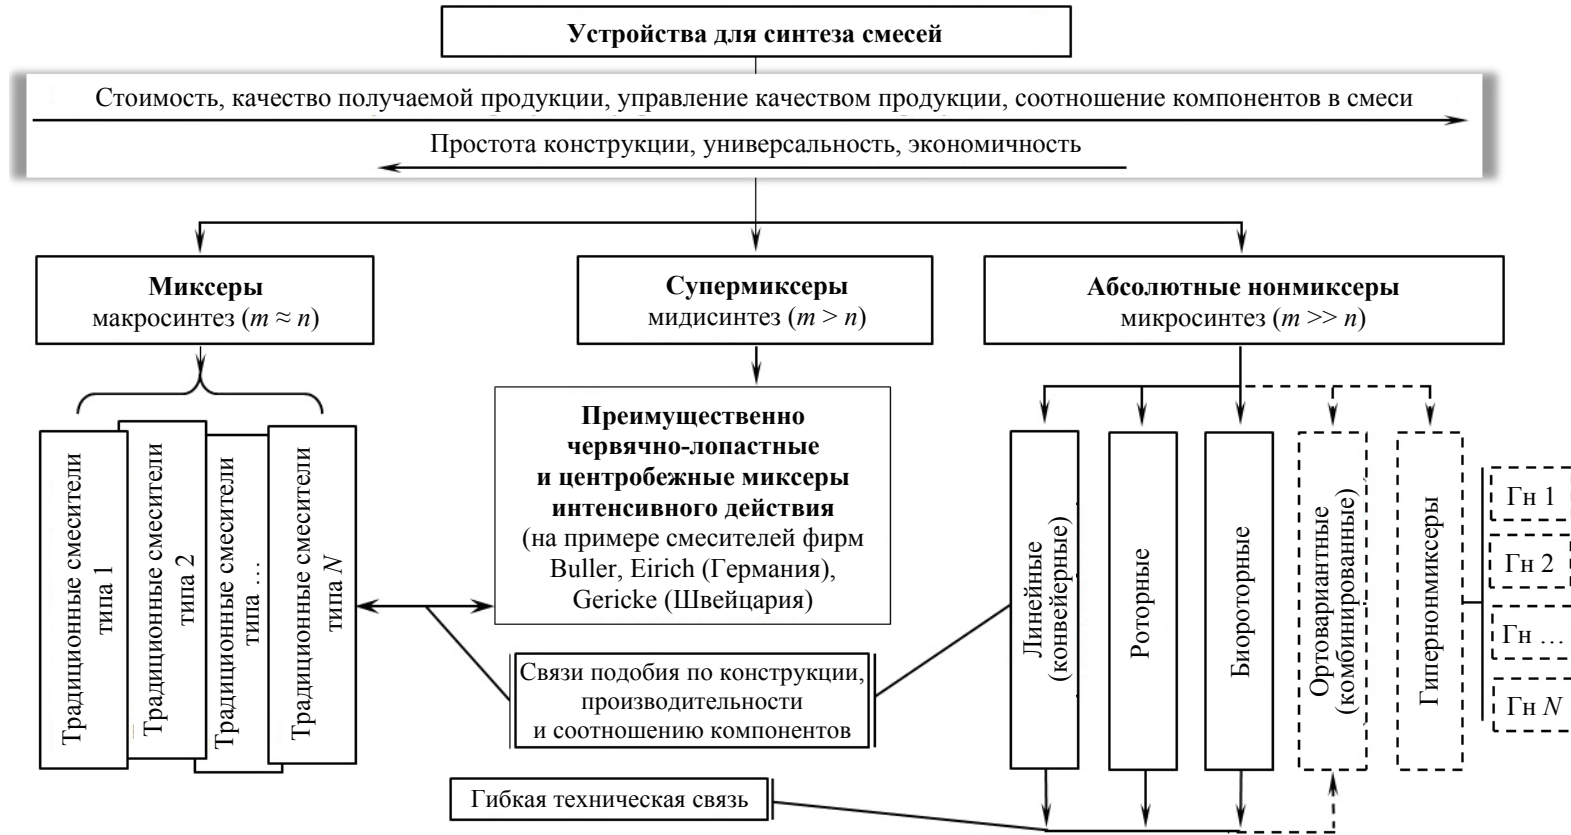 Устройства для синтеза смесей
Стоимость, качество получаемой продукции, управление качеством продукции, соотношение компонентов в смеси
Простота конструкции, универсальность, экономичность
Миксеры
макросинтез (m ≈ n)
Супермиксеры
мидисинтез (m > n)
Абсолютные нонмиксеры
микросинтез (m >> n)
Традиционные смесители
типа 1
Традиционные смесители
типа 2
Традиционные смесители
типа …
Традиционные смесители
типа N
Преимущественно
червячно-лопастные
и центробежные миксеры
интенсивного действия
(на примере смесителей фирм
Buller, Eirich (Германия),
Gericke (Швейцария)
Линейные
(конвейерные)
Роторные
Биороторные
Ортовариантные
(комбинированные)
Гипернонмиксеры
Гн 1
Гн 2
Гн …
Гн N
Связи подобия по конструкции,
производительности
и соотношению компонентов
Гибкая техническая связь